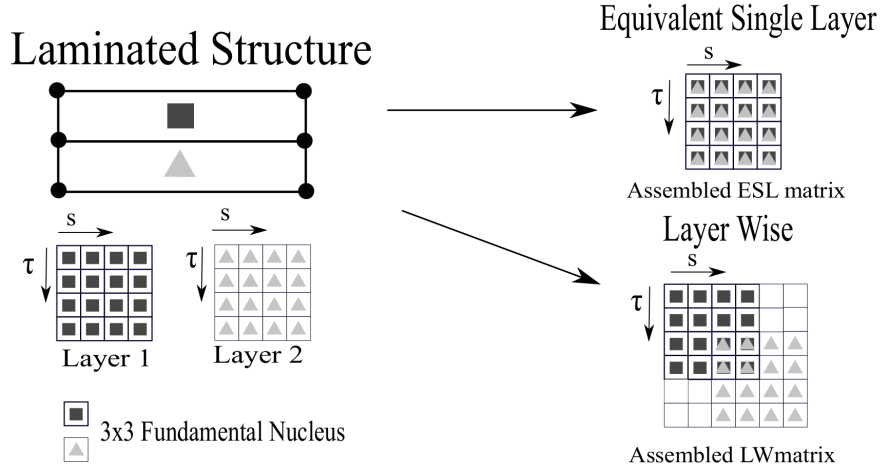 Laminated Structure
Equivalent Single Layer
s
τ
Assembled ESL matrix
Layer Wise
s
τ
Assembled LWmatrix
s
τ
Layer 1
s
τ
Layer 2
3x3 Fundamental Nucleus